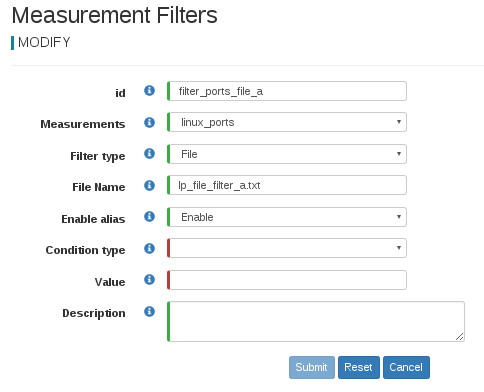 Measurement Filters
MODIFY
id filter_ports_file_a
Measurements linux_ports
Filter type File
File Name lp_file_filter_a.txt
Enable alias Enable
Condition type
Value
Description
Submit Reset Cancel